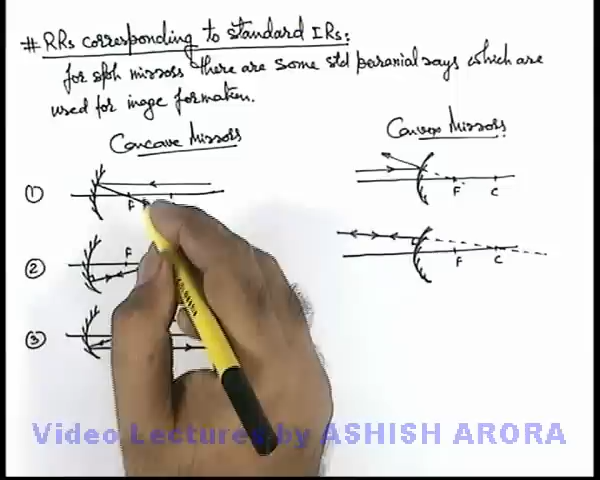 # RRs corresponding to standard IRs:
for sph mirrors there are some std paraxial rays which are
used for image formation.
Concave Mirrors
Convex Mirrors:
①
F
F
C
②
F
F
C
③
Video Lectures by ASHISH ARORA